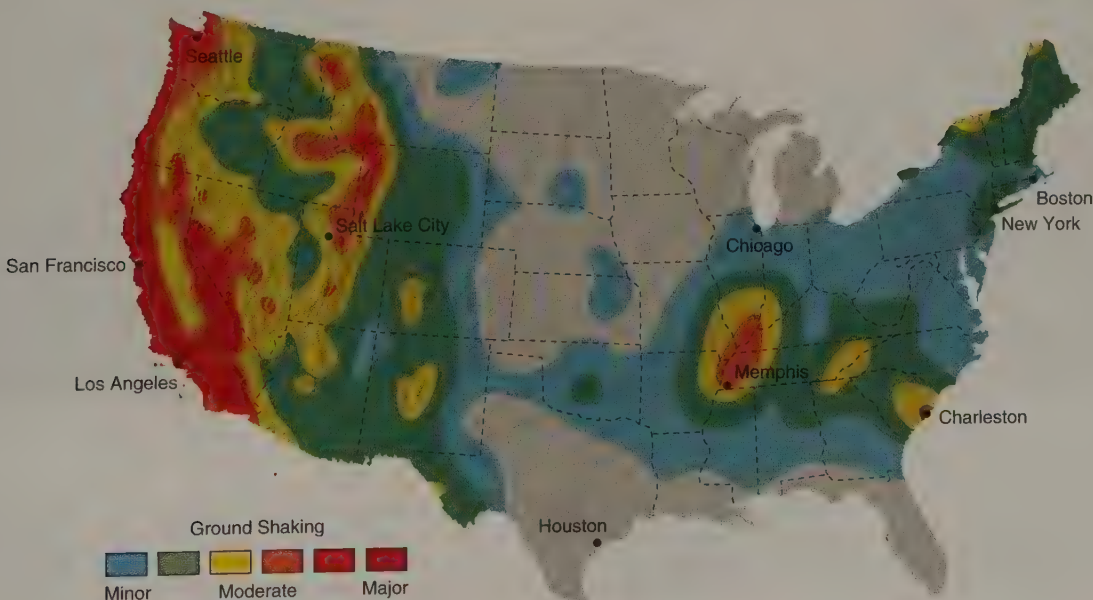 Seattle
Salt Lake City
San Francisco
Los Angeles
Chicago
Memphis
Boston
New York
Charleston
Houston
Ground Shaking
Minor Moderate Major